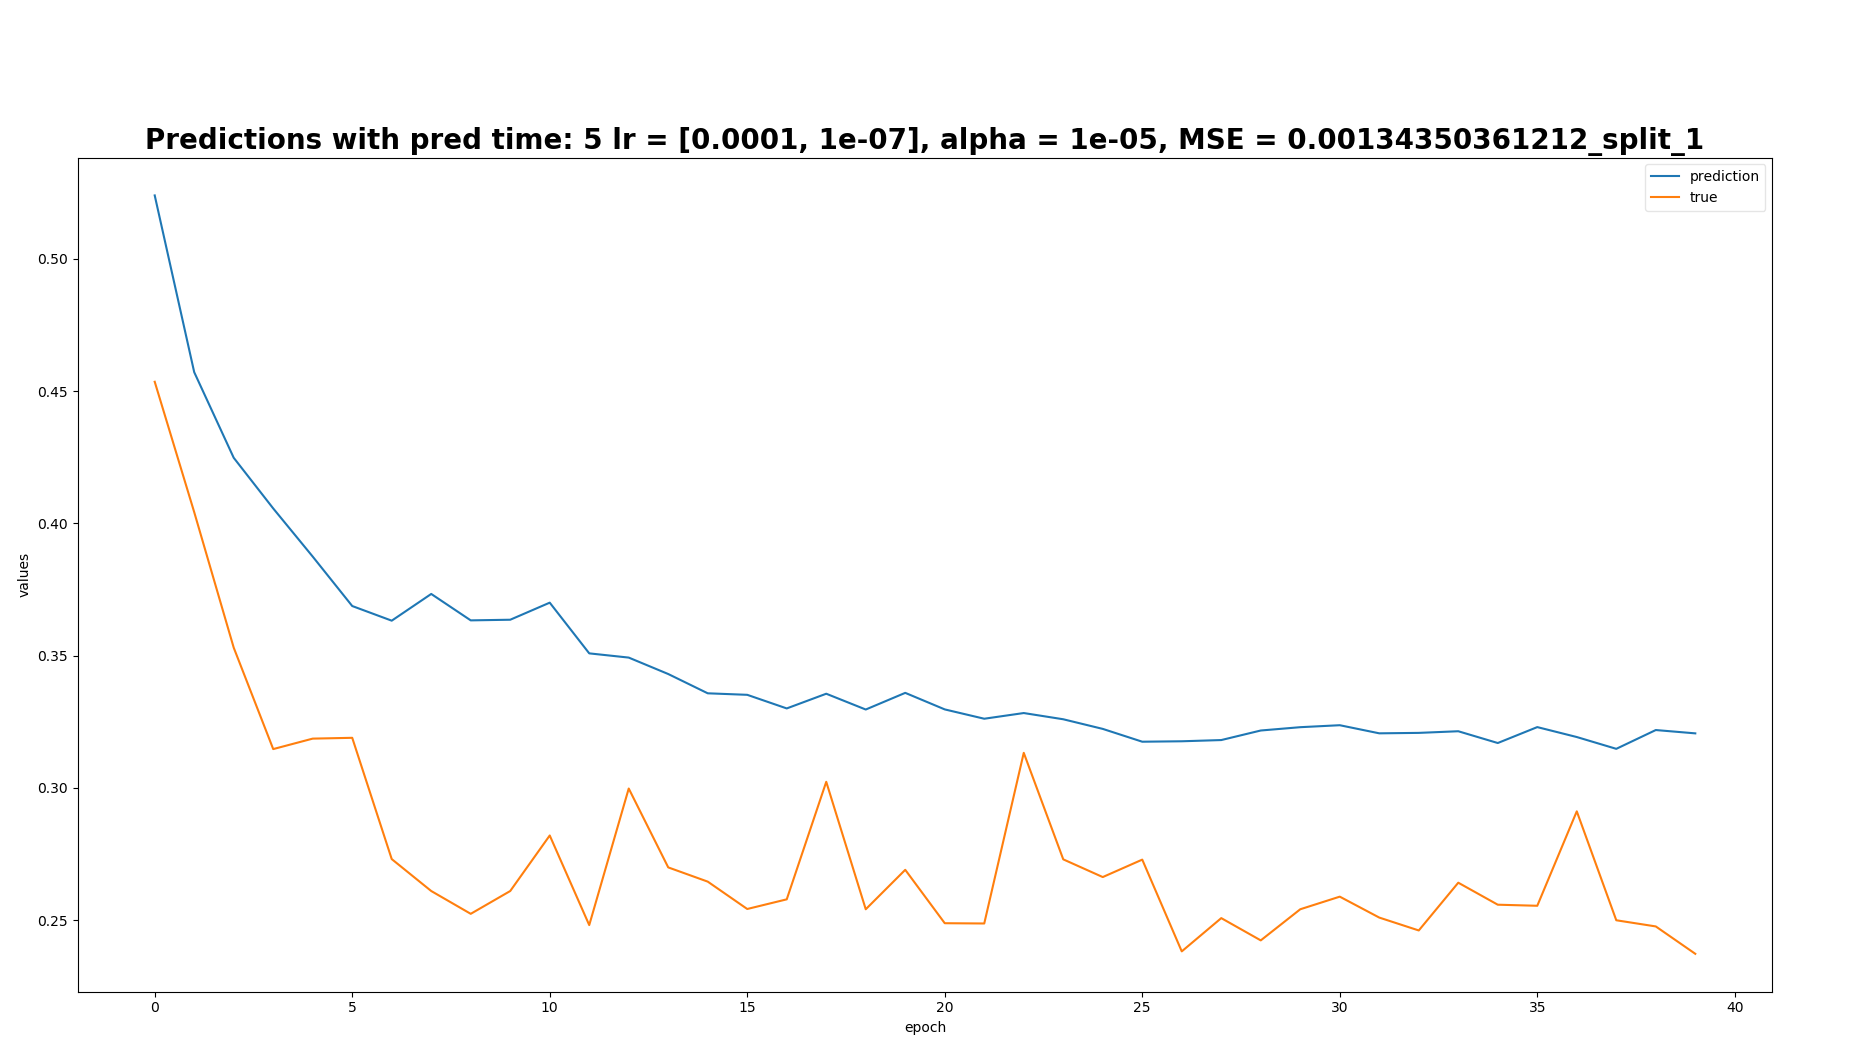 Predictions with pred time: 5 lr = [0.0001, 1e-07], alpha = 1e-05, MSE = 0.00134350361212_split_1
prediction
true
0.50
0.45
0.40
0.35
0.30
0.25
values
0 5 10 15 20 25 30 35 40
epoch